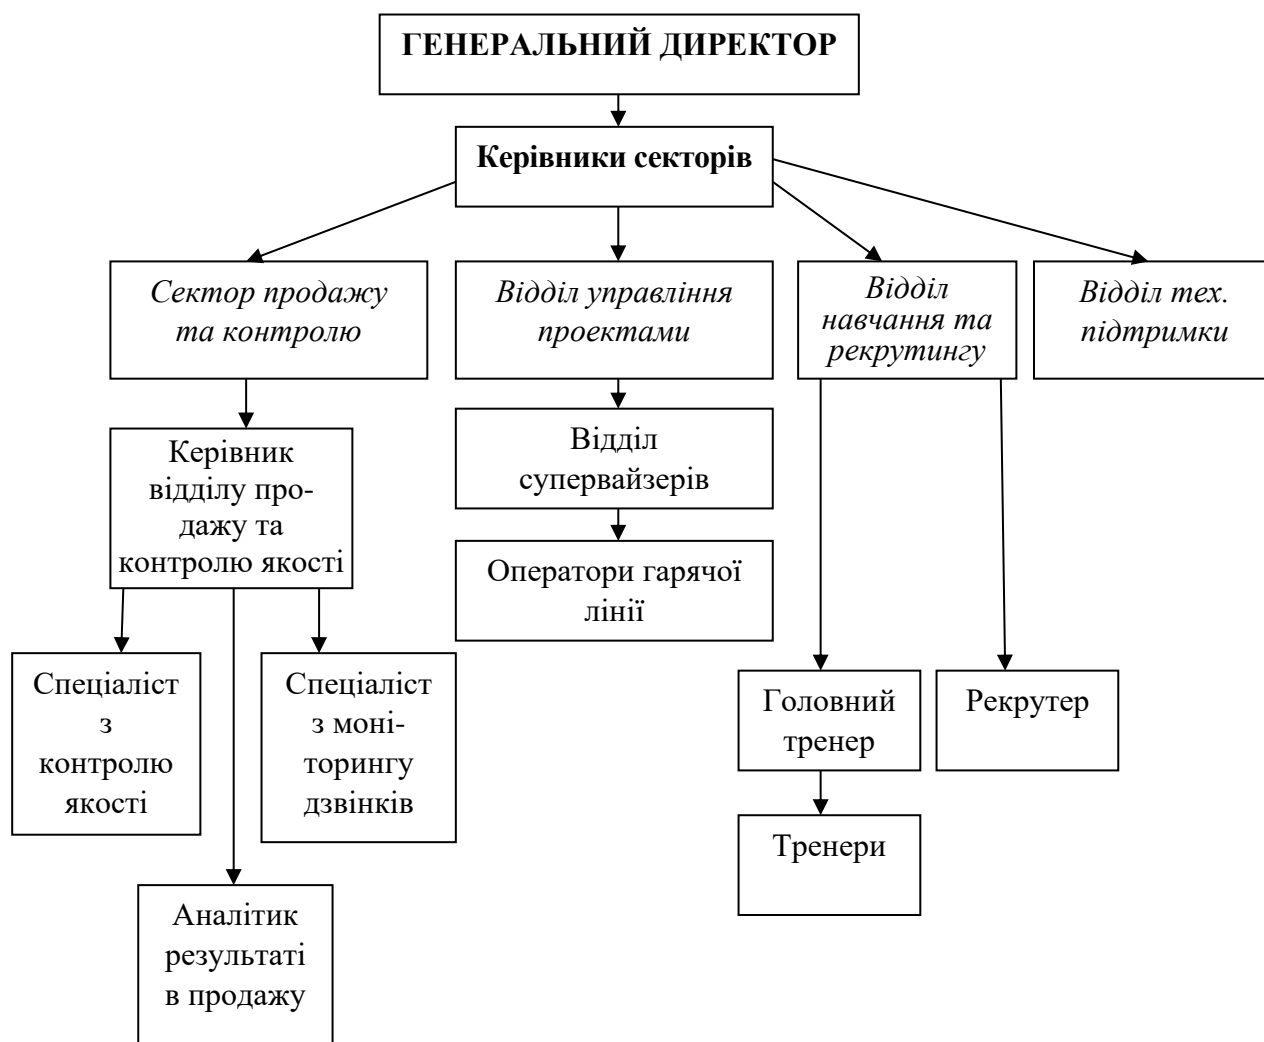 ГЕНЕРАЛЬНИЙ ДИРЕКТОР
Керівники секторів
Сектор продажу
та контролю
Відділ управління
проектами
Відділ
навчання та
рекрутингу
Відділ тех.
підтримки
Керівник
відділу про-
дажу та
контролю якості
Відділ
супервайзерів
Оператори гарячої
лінії
Спеціаліст
з
контролю
якості
Спеціаліст
з моні-
торингу
дзвінків
Головний
тренер
Рекрутер
Тренери
Аналітик
результаті
в продажу